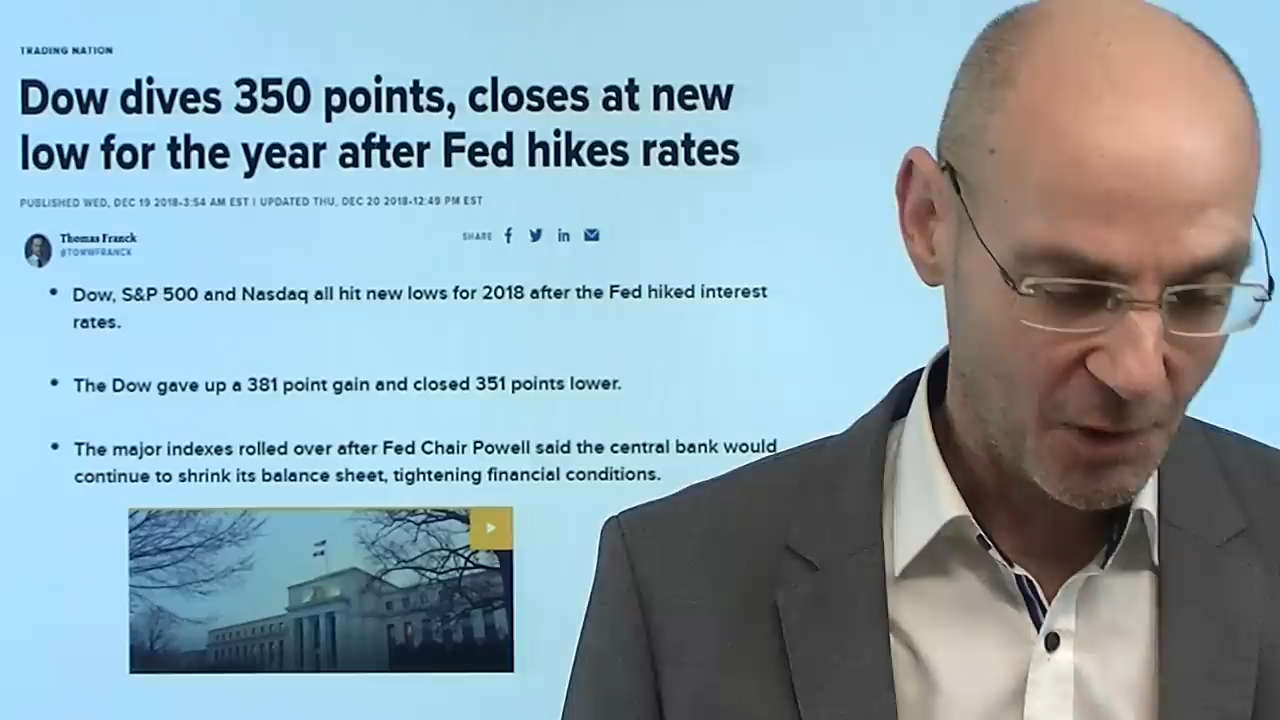 TRADING NATION
Dow dives 350 points, closes at new
low for the year after Fed hikes rates
PUBLISHED WED, DEC 19 2018•3:54 AM EST | UPDATED THU, DEC 20 2018•12:49 PM EST
Thomas Franck
@TOMWFRANCK
SHARE
• Dow, S&P 500 and Nasdaq all hit new lows for 2018 after the Fed hiked interest
rates.
• The Dow gave up a 381 point gain and closed 351 points lower.
• The major indexes rolled over after Fed Chair Powell said the central bank would
continue to shrink its balance sheet, tightening financial conditions.